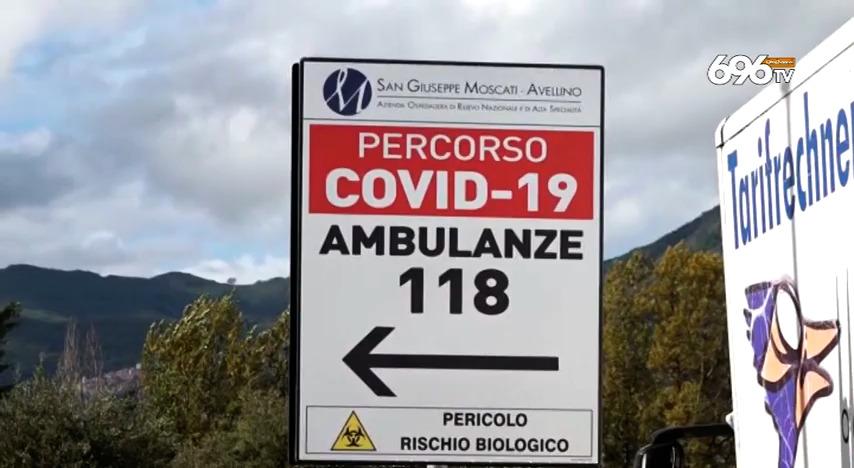 696
TV
SAN GIUSEPPE MOSCATI - AVELLINO
AZIENDA OSPEDALIERA DI RILIEVO NAZIONALE E DI ALTA SPECIALITÀ
PERCORSO
COVID-19
AMBULANZE
118
PERICOLO
RISCHIO BIOLOGICO
Tarifrechner